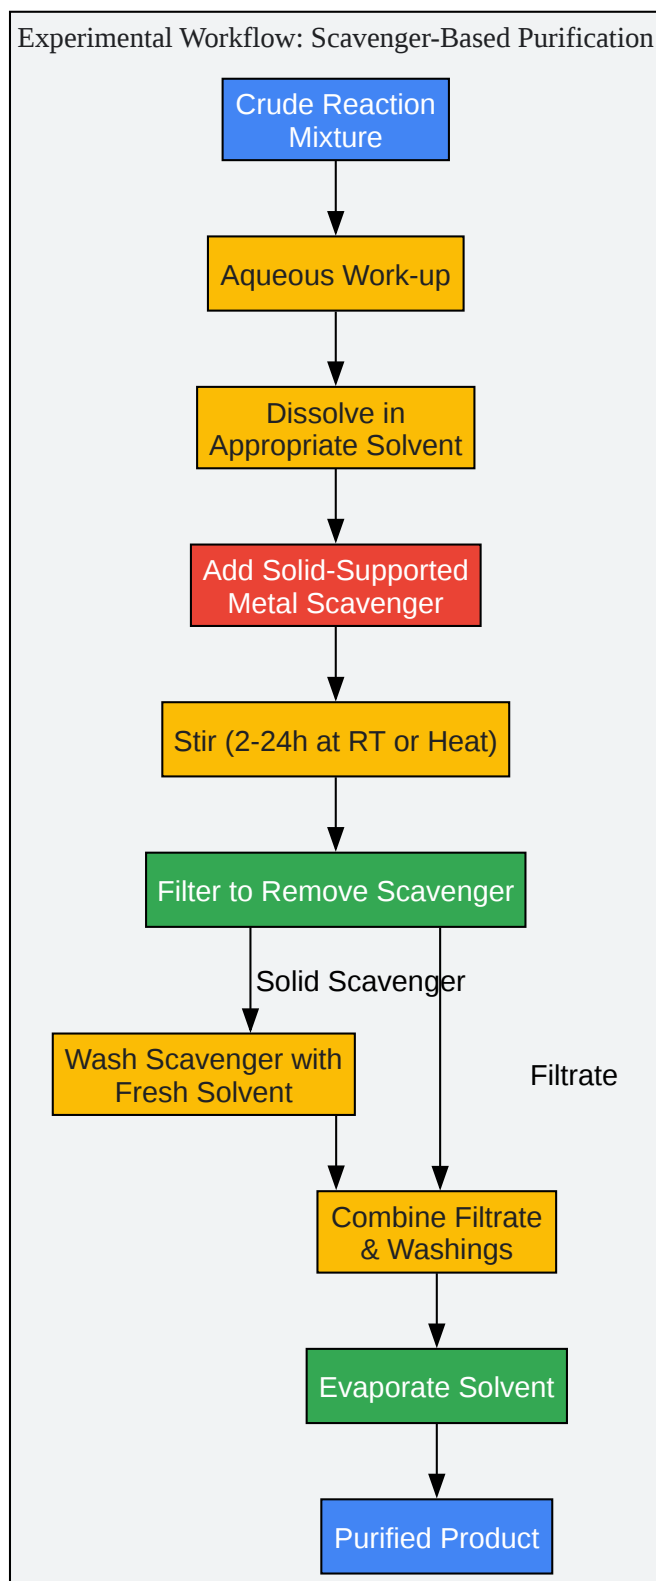 Experimental Workflow: Scavenger-Based Purification
Crude Reaction
Mixture
Aqueous Work-up
Dissolve in
Appropriate Solvent
Add Solid-Supported
Metal Scavenger
Stir (2-24h at RT or Heat)
Filter to Remove Scavenger
Solid Scavenger
Wash Scavenger with
Fresh Solvent
Filtrate
Combine Filtrate
& Washings
Evaporate Solvent
Purified Product